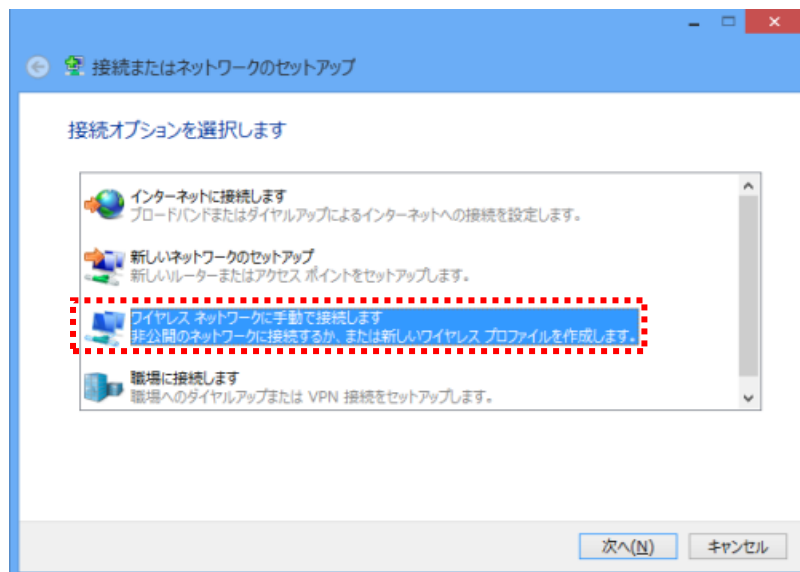 接続またはネットワークのセットアップ
接続オプションを選択します
インターネットに接続します
ブロードバンドまたはダイヤルアップによるインターネットへの接続を設定します。
新しいネットワークのセットアップ
新しいルーターまたはアクセス ポイントをセットアップします。
ワイヤレス ネットワークに手動で接続します
非公開のネットワークに接続するか、または新しいワイヤレス プロファイルを作成します。
職場に接続します
職場へのダイヤルアップまたは VPN 接続をセットアップします。
次へ(N) キャンセル